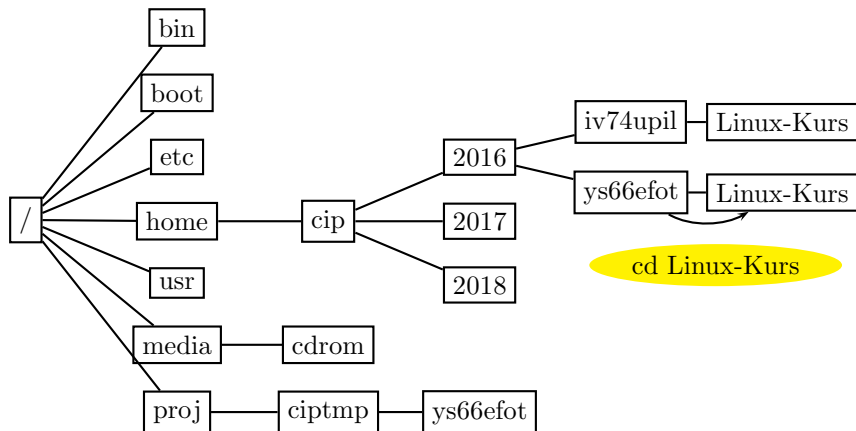 bin
boot
etc
/
home
usr
media
proj
cip
cdrom
ciptmp
2016
2017
2018
ys66efot
iv74upil
Linux-Kurs
ys66efot
Linux-Kurs
cd Linux-Kurs